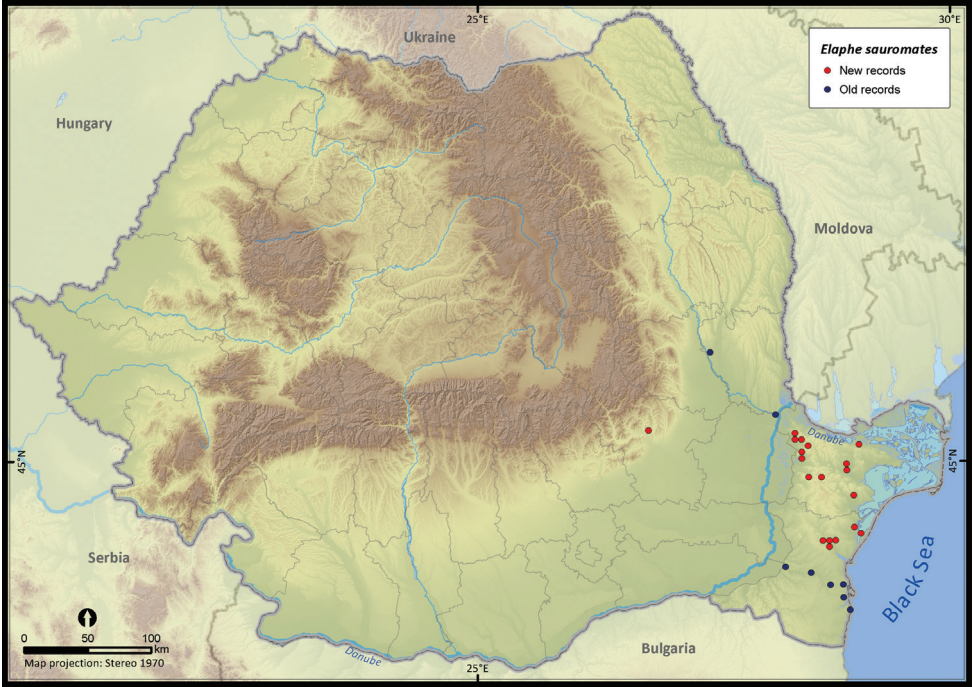 25°E
30°E
Ukraine
Elaphe sauromates
New records
Old records
Hungary
Moldova
Danube
45°N
45°N
Serbia
Black Sea
0 50 100
km
Map projection: Stereo 1970
Danube
Bulgaria
25°E